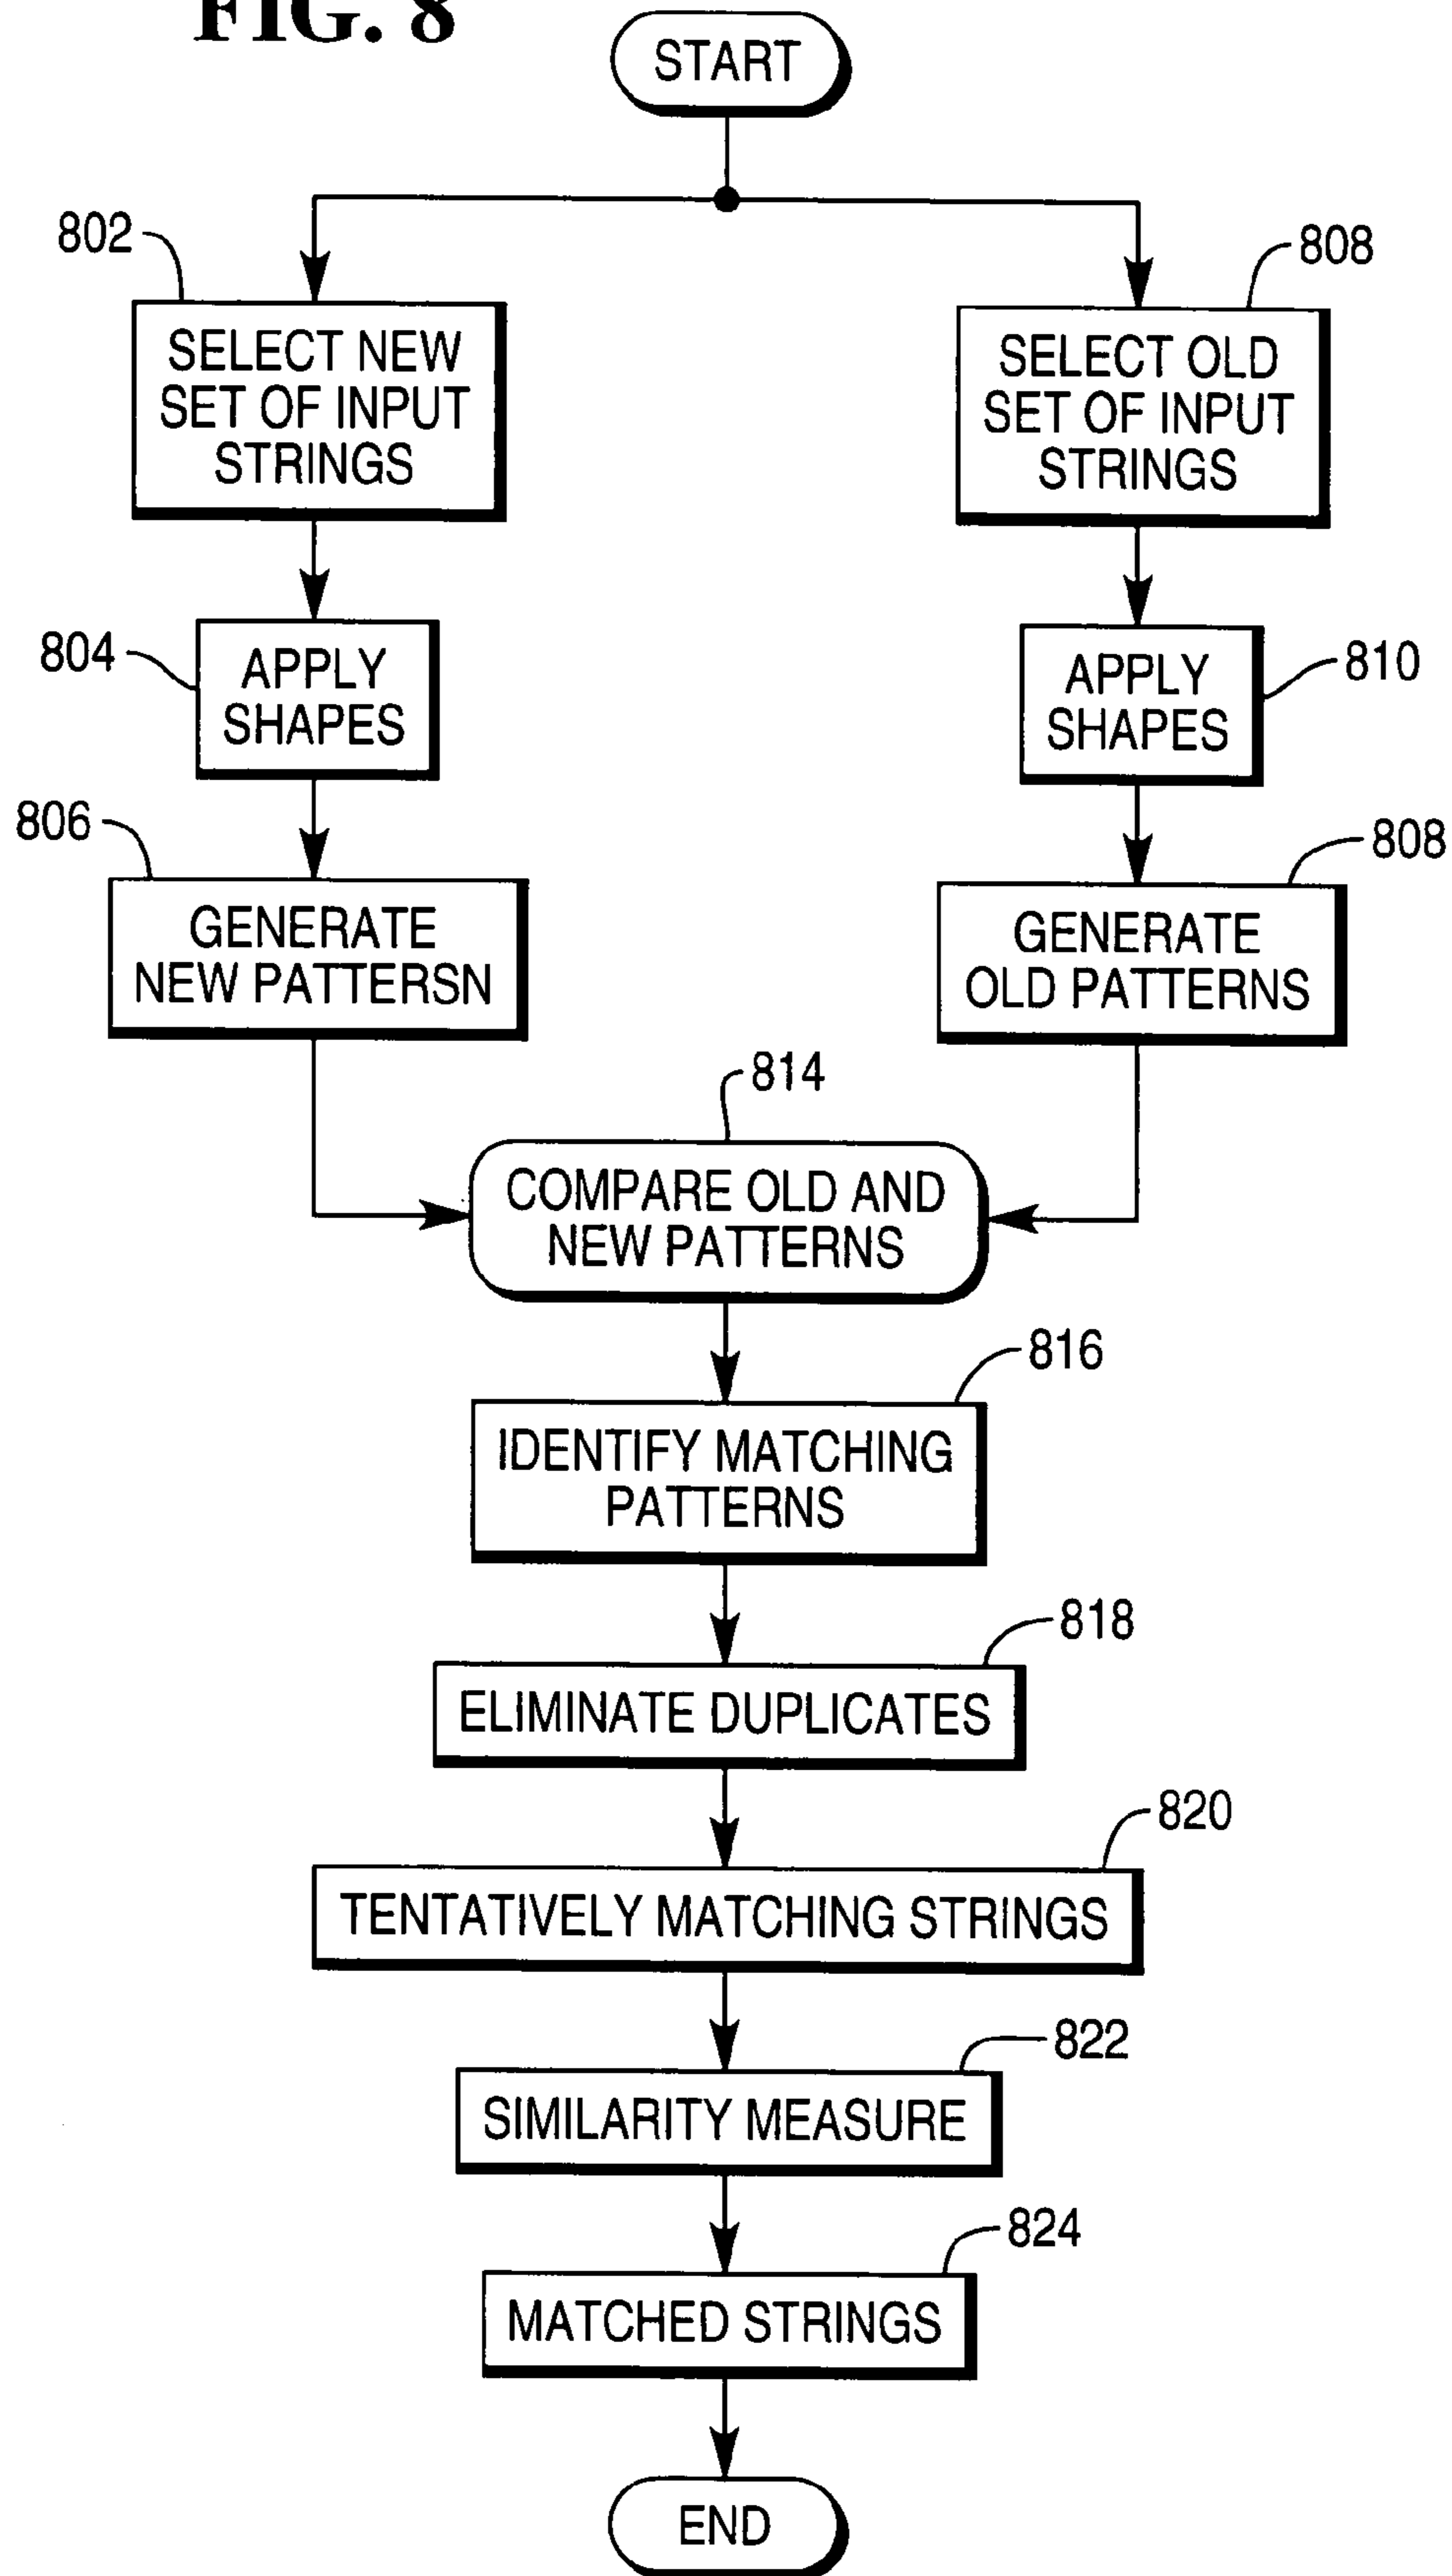 FIG. 8
START
802
SELECT NEW
SET OF INPUT
STRINGS
808
SELECT OLD
SET OF INPUT
STRINGS
804
APPLY
SHAPES
810
APPLY
SHAPES
806
GENERATE
NEW PATTERSN
808
GENERATE
OLD PATTERNS
814
COMPARE OLD AND
NEW PATTERNS
816
IDENTIFY MATCHING
PATTERNS
818
ELIMINATE DUPLICATES
820
TENTATIVELY MATCHING STRINGS
822
SIMILARITY MEASURE
824
MATCHED STRINGS
END